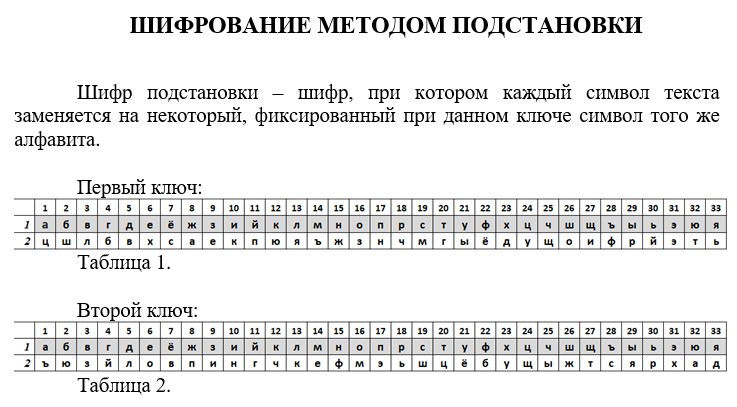 ШИФРОВАНИЕ МЕТОДОМ ПОДСТАНОВКИ
Шифр подстановки – шифр, при котором каждый символ текста
заменяется на некоторый, фиксированный при данном ключе символ того же
алфавита.
Первый ключ:
1 2 3 4 5 6 7 8 9 10 11 12 13 14 15 16 17 18 19 20 21 22 23 24 25 26 27 28 29 30 31 32 33
1 а б в г д е ё ж з и й к л м н о п р с т у ф х ц ч ш щ ъ ы ь э ю я
2 ц ш л б в х с а е к п ю я ъ ж з н ч м г ы ё д у щ о и ф р й э т ь
Таблица 1.
Второй ключ:
1 2 3 4 5 6 7 8 9 10 11 12 13 14 15 16 17 18 19 20 21 22 23 24 25 26 27 28 29 30 31 32 33
1 а б в г д е ё ж з и й к л м н о п р с т у ф х ц ч ш щ ъ ы ь э ю я
2 ъ ю з й л о в п и н г ч к е ф м э ь ш ц ё б у щ ы ж т с я р х а д
Таблица 2.